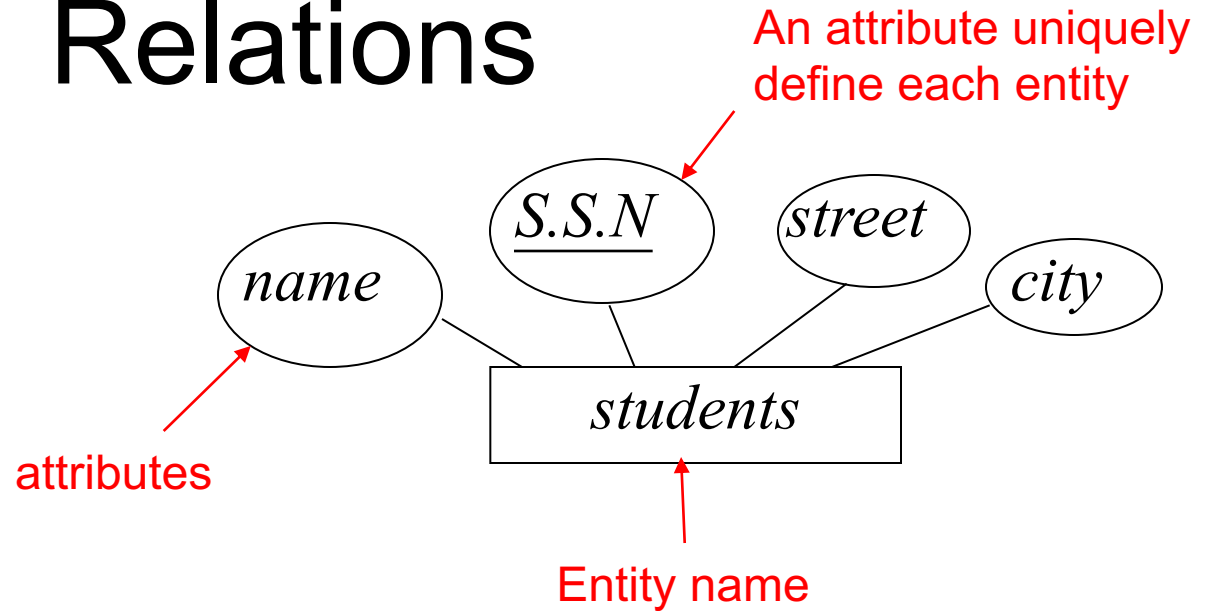 Relations
An attribute uniquely
define each entity
S.S.N
street
name
city
students
attributes
Entity name